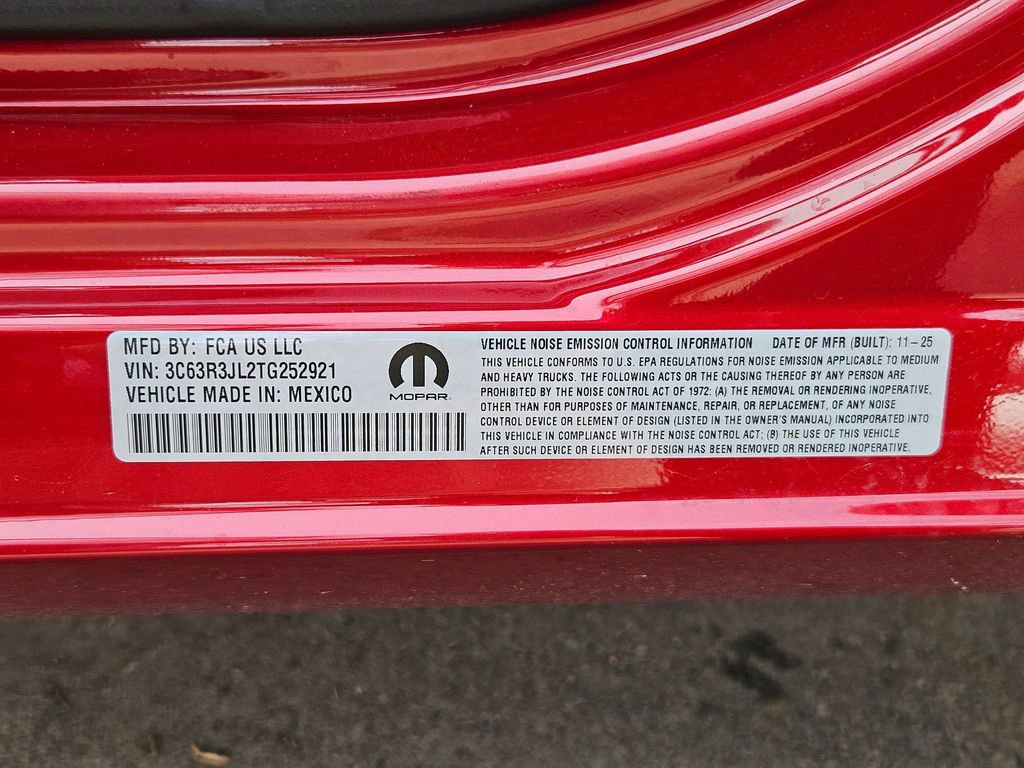 MFD BY: FCA US LLC
VIN: 3C63R3JL2TG252921
VEHICLE MADE IN: MEXICO
MOPAR
VEHICLE NOISE EMISSION CONTROL INFORMATION DATE OF MFR (BUILT): 11-25
THIS VEHICLE CONFORMS TO U.S. EPA REGULATIONS FOR NOISE EMISSION APPLICABLE TO MEDIUM
AND HEAVY TRUCKS. THE FOLLOWING ACTS OR THE CAUSING THEREOF BY ANY PERSON ARE
PROHIBITED BY THE NOISE CONTROL ACT OF 1972: (A) THE REMOVAL OR RENDERING INOPERATIVE,
OTHER THAN FOR PURPOSES OF MAINTENANCE, REPAIR, OR REPLACEMENT, OF ANY NOISE
CONTROL DEVICE OR ELEMENT OF DESIGN (LISTED IN THE OWNER'S MANUAL) INCORPORATED INTO
THIS VEHICLE IN COMPLIANCE WITH THE NOISE CONTROL ACT; (B) THE USE OF THIS VEHICLE
AFTER SUCH DEVICE OR ELEMENT OF DESIGN HAS BEEN REMOVED OR RENDERED INOPERATIVE.